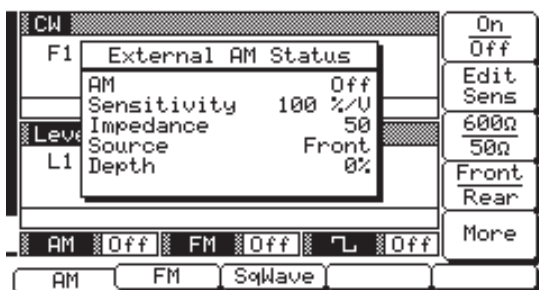 CW
F1
External AM Status
AM Off
Sensitivity 100 %/V
Impedance 50
Source Front
Depth 0%
Leve
L1
AM Off FM Off Off
AM FM SqWave
On
Off
Edit
Sens
600Ω
50Ω
Front
Rear
More